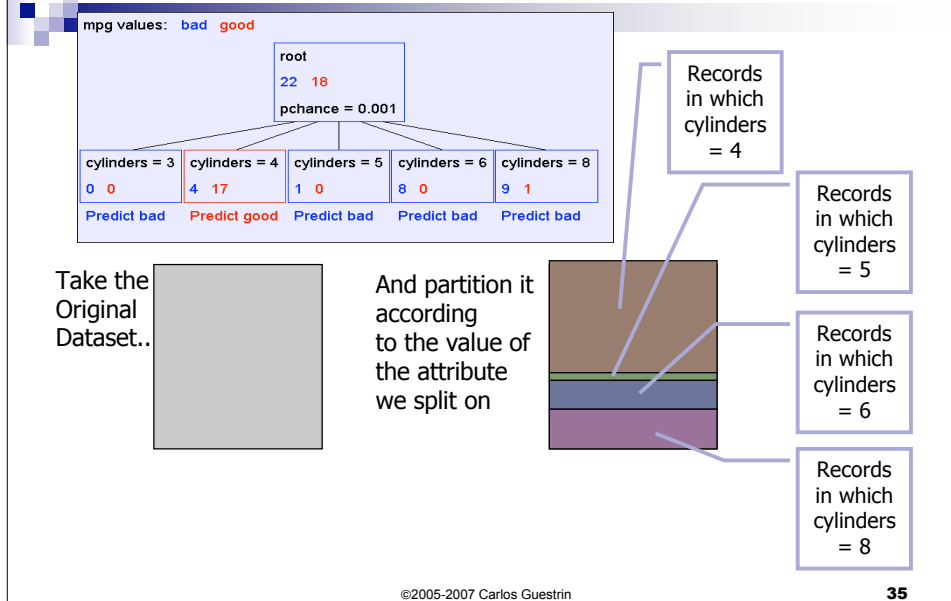 mpg values: bad good
root
22 18
pchance = 0.001
cylinders = 3 cylinders = 4 cylinders = 5 cylinders = 6 cylinders = 8
0 0 4 17 1 0 8 0 9 1
Predict bad Predict good Predict bad Predict bad Predict bad
Take the
Original
Dataset..
And partition it
according
to the value of
the attribute
we split on
Records
in which
cylinders
= 4
Records
in which
cylinders
= 5
Records
in which
cylinders
= 6
Records
in which
cylinders
= 8
©2005-2007 Carlos Guestrin
35